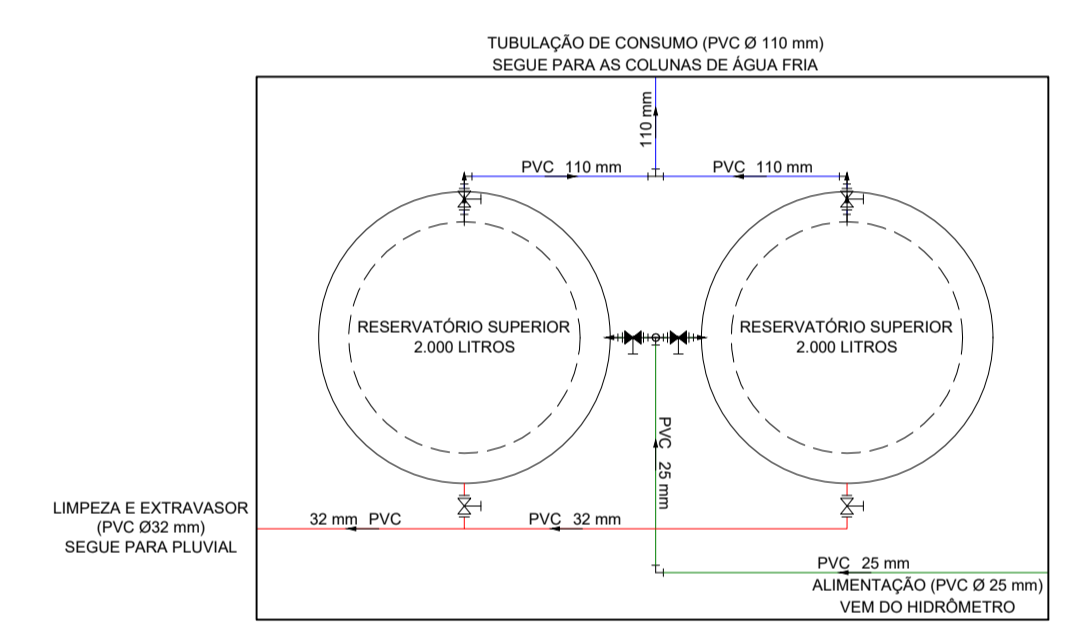 TUBULAÇÃO DE CONSUMO (PVC Ø 110 mm)
SEGUE PARA AS COLUNAS DE ÁGUA FRIA
110 mm
PVC 110 mm
PVC 110 mm
RESERVATÓRIO SUPERIOR
2.000 LITROS
RESERVATÓRIO SUPERIOR
2.000 LITROS
PVC 25 mm
LIMPEZA E EXTRAVASOR
(PVC Ø32 mm)
SEGUE PARA PLUVIAL
32 mm PVC
PVC 32 mm
PVC 25 mm
ALIMENTAÇÃO (PVC Ø 25 mm)
VEM DO HIDRÔMETRO